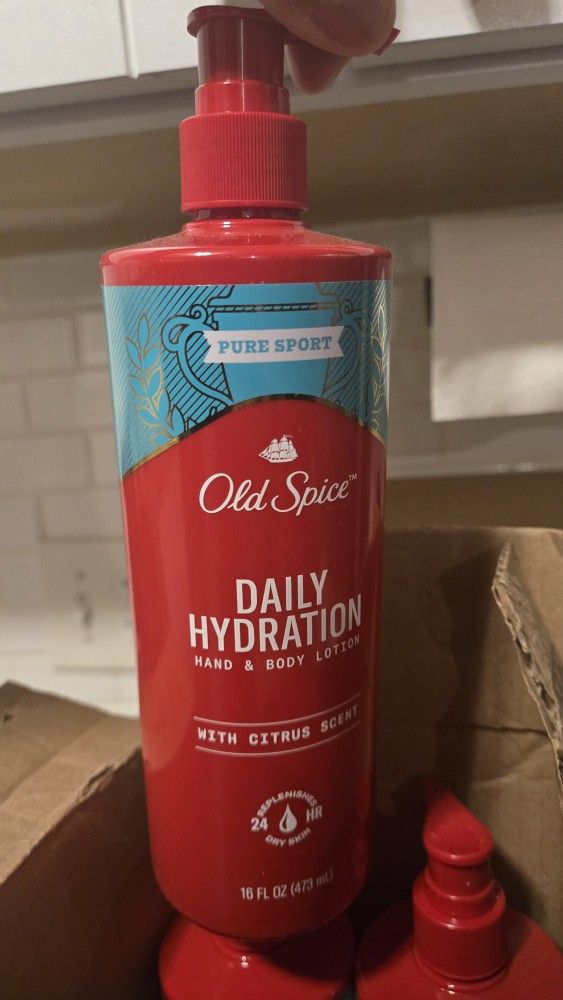 PURE SPORT
Old Spice™
DAILY
HYDRATION
HAND & BODY LOTION
WITH CITRUS SCENT
REPLENISHES
24 HR
DRY SKIN
16 FL OZ (473 mL)